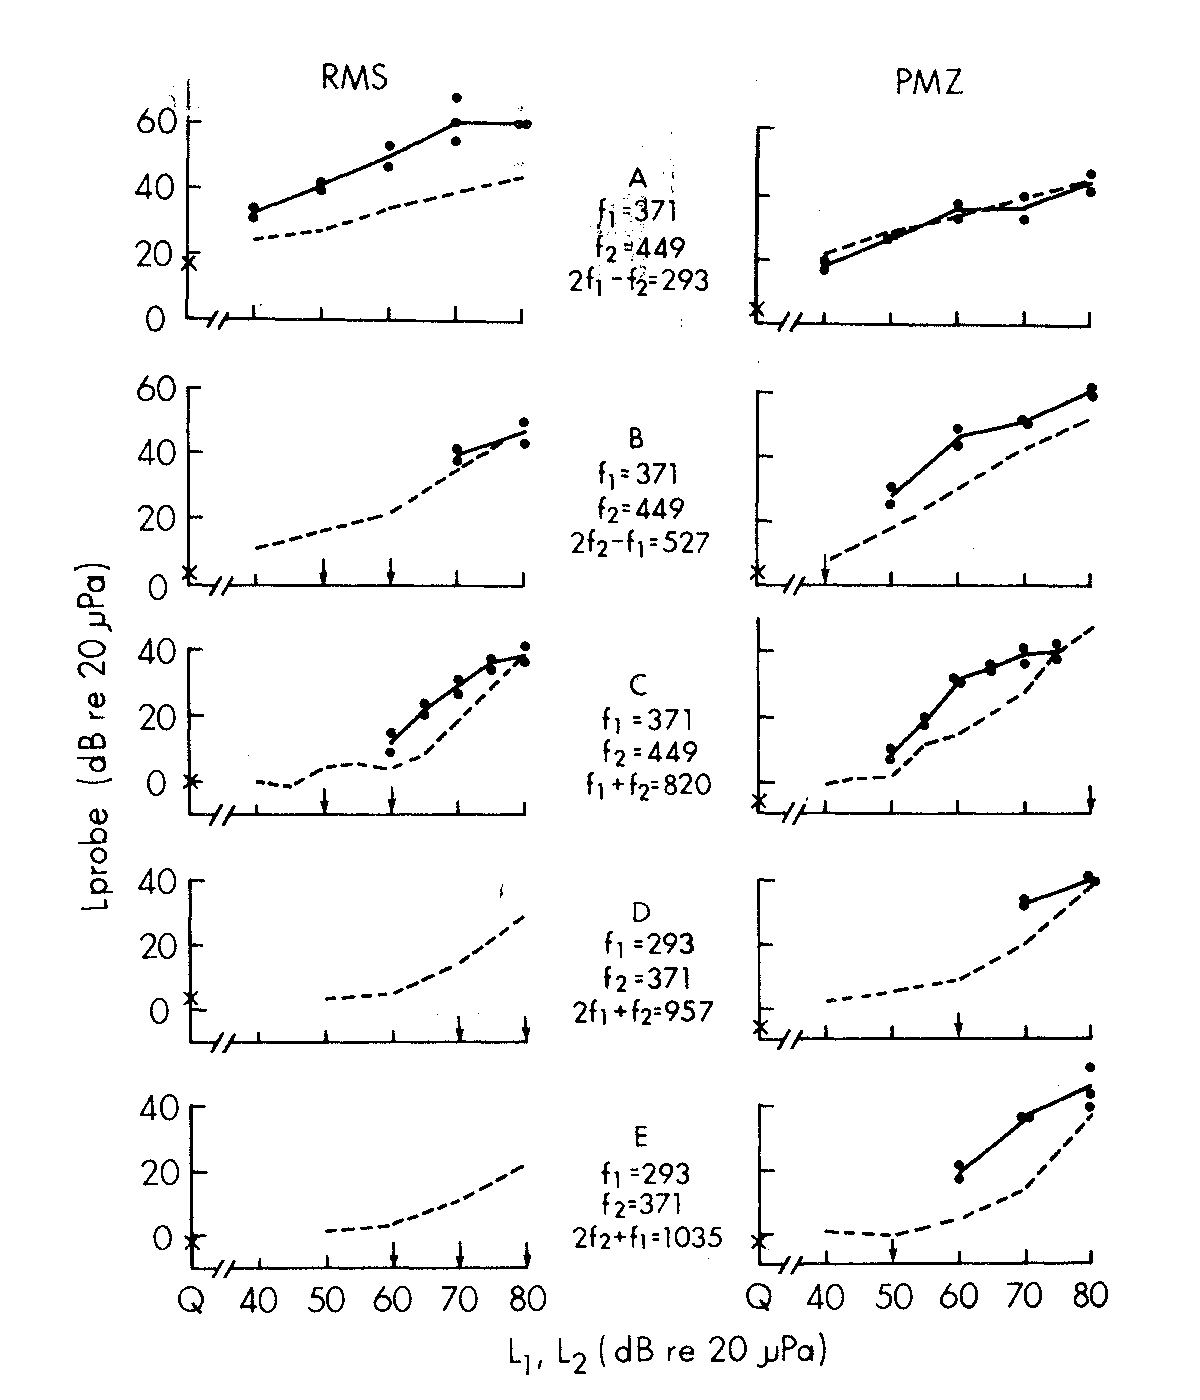 RMS
PMZ
60
40
20
0
A
f1=371
f2=449
2f1-f2=293
60
40
20
0
B
f1=371
f2=449
2f2-f1=527
40
20
0
C
f1=371
f2=449
f1+f2=820
40
20
0
D
f1=293
f2=371
2f1+f2=957
40
20
0
E
f1=293
f2=371
2f2+f1=1035
Q 40 50 60 70 80
Q 40 50 60 70 80
L1, L2 (dB re 20 µPa)
Lprobe (dB re 20 µPa)